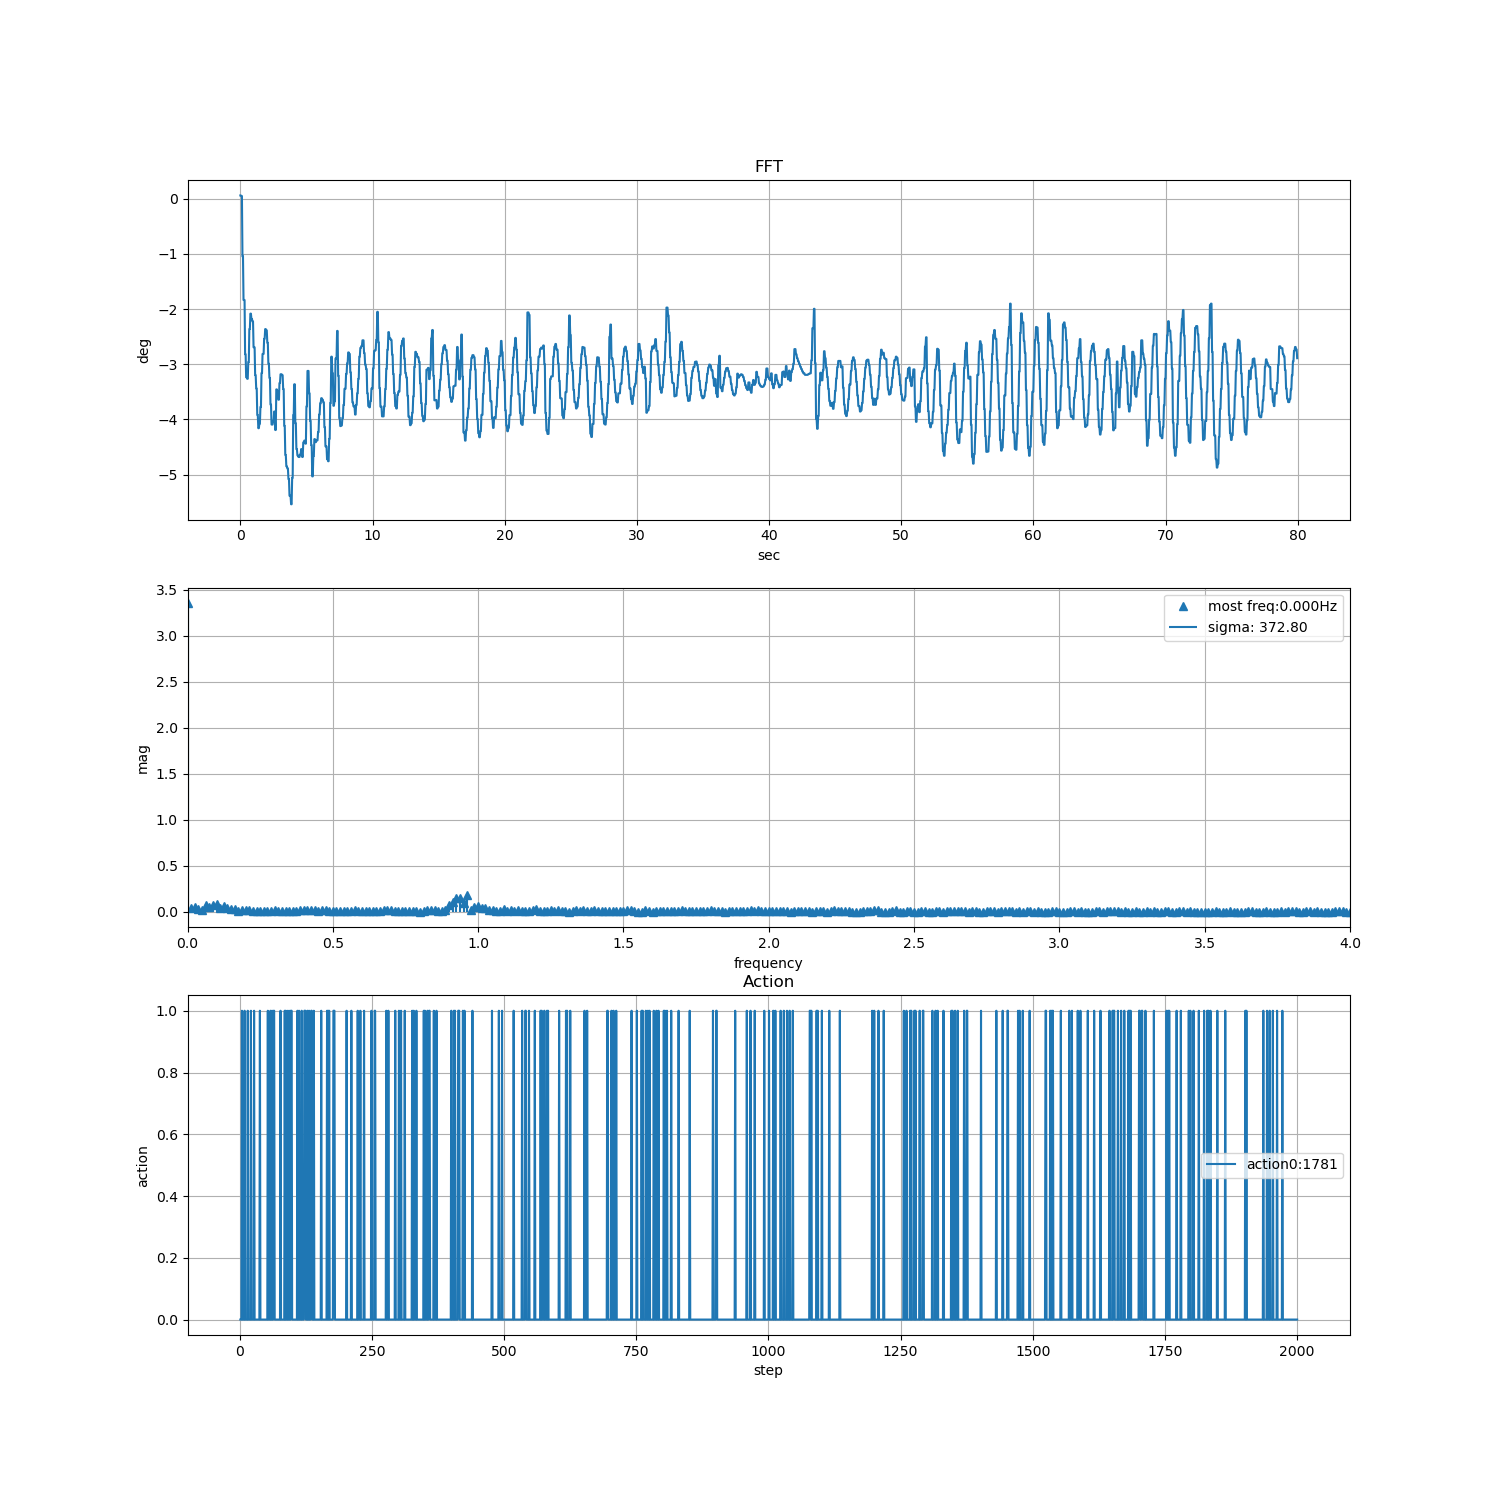 FFT
0
−1
−2
−3
−4
−5
deg
0 10 20 30 40 50 60 70 80
sec
3.5
3.0
2.5
2.0
1.5
1.0
0.5
0.0
mag
most freq:0.000Hz
sigma: 372.80
0.0 0.5 1.0 1.5 2.0 2.5 3.0 3.5 4.0
frequency
Action
1.0
0.8
0.6
0.4
0.2
0.0
action
action0:1781
0 250 500 750 1000 1250 1500 1750 2000
step